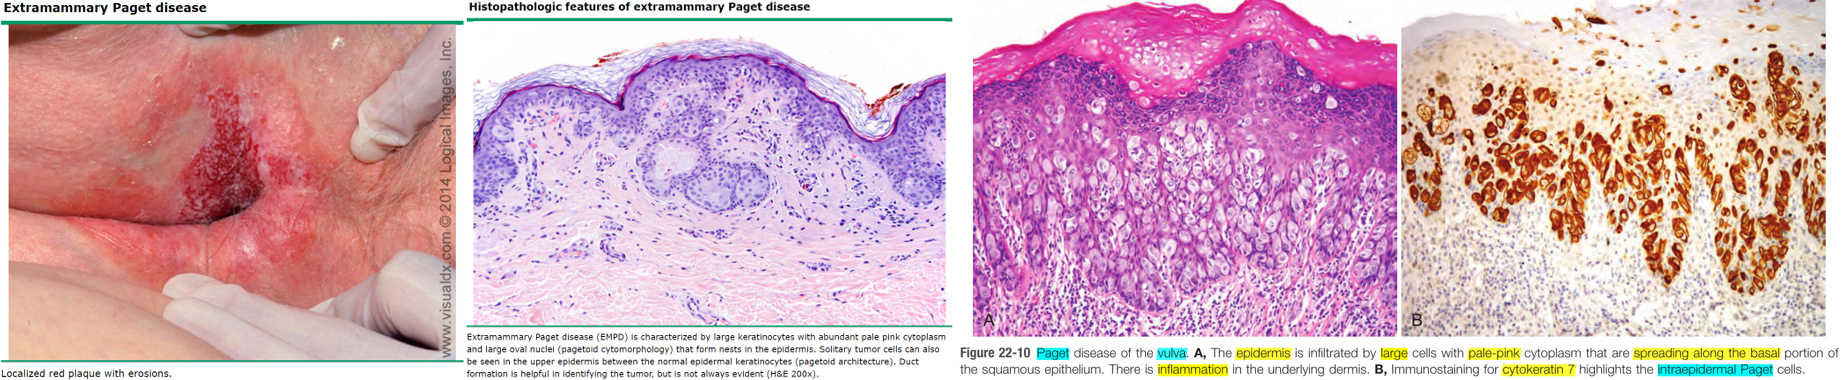 Extramammary Paget disease
www.visualdx.com © 2014 Logical Images, Inc.
Localized red plaque with erosions.
Histopathologic features of extramammary Paget disease
Extramammary Paget disease (EMPD) is characterized by large keratinocytes with abundant pale pink cytoplasm
and large oval nuclei (pagetoid cytomorphology) that form nests in the epidermis. Solitary tumor cells can also
be seen in the upper epidermis between the normal epidermal keratinocytes (pagetoid architecture). Duct
formation is helpful in identifying the tumor, but is not always evident (H&E 200x).
A
B
Figure 22-10 Paget disease of the vulva. A, The epidermis is infiltrated by large cells with pale-pink cytoplasm that are spreading along the basal portion of
the squamous epithelium. There is inflammation in the underlying dermis. B, Immunostaining for cytokeratin 7 highlights the intraepidermal Paget cells.